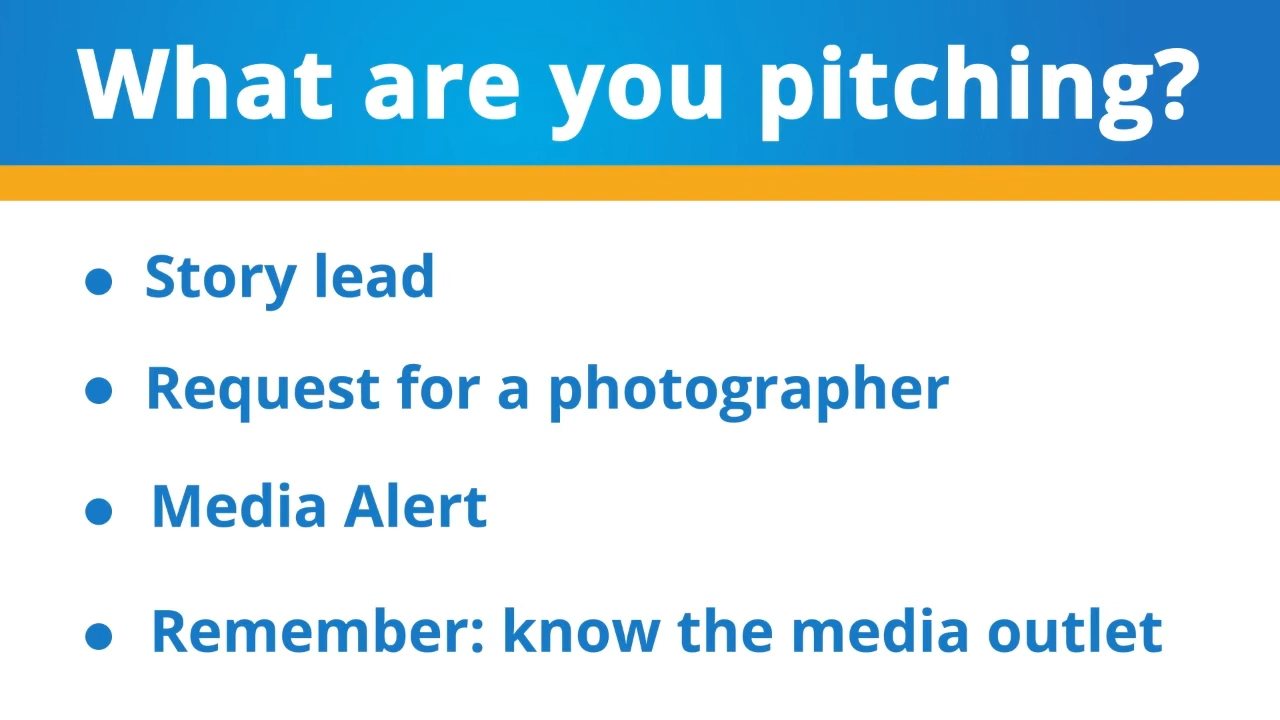 What are you pitching?
• Story lead
• Request for a photographer
• Media Alert
• Remember: know the media outlet